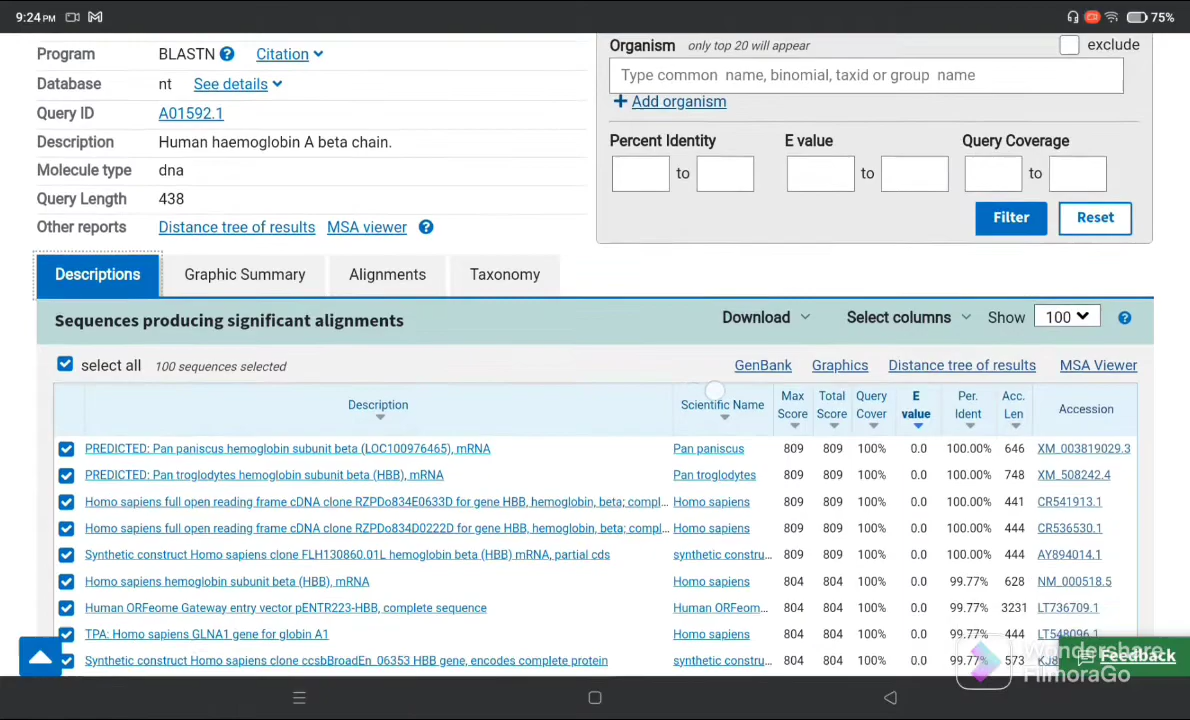 9:24 PM 75%
Program BLASTN ? Citation
Database nt See details
Query ID A01592.1
Description Human haemoglobin A beta chain.
Molecule type dna
Query Length 438
Other reports Distance tree of results MSA viewer ?
Organism only top 20 will appear exclude
Type common name, binomial, taxid or group name
+ Add organism
Percent Identity E value Query Coverage
to to to
Filter Reset
Descriptions Graphic Summary Alignments Taxonomy
Sequences producing significant alignments Download Select columns Show 100 ?
select all 100 sequences selected GenBank Graphics Distance tree of results MSA Viewer
Description Scientific Name Max Score Total Score Query Cover E value Per. Ident Acc. Len Accession
PREDICTED: Pan paniscus hemoglobin subunit beta (LOC100976465), mRNA Pan paniscus 809 809 100% 0.0 100.00% 646 XM_003819029.3
PREDICTED: Pan troglodytes hemoglobin subunit beta (HBB), mRNA Pan troglodytes 809 809 100% 0.0 100.00% 748 XM_508242.4
Homo sapiens full open reading frame cDNA clone RZPDo834E0633D for gene HBB, hemoglobin, beta; compl... Homo sapiens 809 809 100% 0.0 100.00% 441 CR541913.1
Homo sapiens full open reading frame cDNA clone RZPDo834D0222D for gene HBB, hemoglobin, beta; compl... Homo sapiens 809 809 100% 0.0 100.00% 444 CR536530.1
Synthetic construct Homo sapiens clone FLH130860.01L hemoglobin beta (HBB) mRNA, partial cds synthetic constru... 809 809 100% 0.0 100.00% 444 AY894014.1
Homo sapiens hemoglobin subunit beta (HBB), mRNA Homo sapiens 804 804 100% 0.0 99.77% 628 NM_000518.5
Human ORFeome Gateway entry vector pENTR223-HBB, complete sequence Human ORFeom... 804 804 100% 0.0 99.77% 3231 LT736709.1
TPA: Homo sapiens GLNA1 gene for globin A1 Homo sapiens 804 804 100% 0.0 99.77% 444 LT548096.1
Synthetic construct Homo sapiens clone ccsbBroadEn_06353 HBB gene, encodes complete protein synthetic constru... 804 804 100% 0.0 99.77% 573
Feedback
wondershare
FilmoraGo